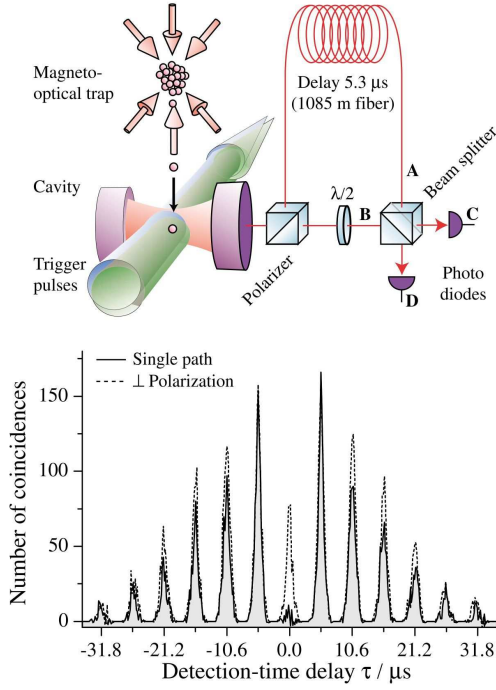 Magneto-
optical trap
Delay 5.3 µs
(1085 m fiber)
A
Beam splitter
Cavity
λ/2
B
C
Trigger
pulses
Polarizer
D
Photo
diodes
Single path
⊥ Polarization
Number of coincidences
150
100
50
0
-31.8 -21.2 -10.6 0.0 10.6 21.2 31.8
Detection-time delay τ / µs